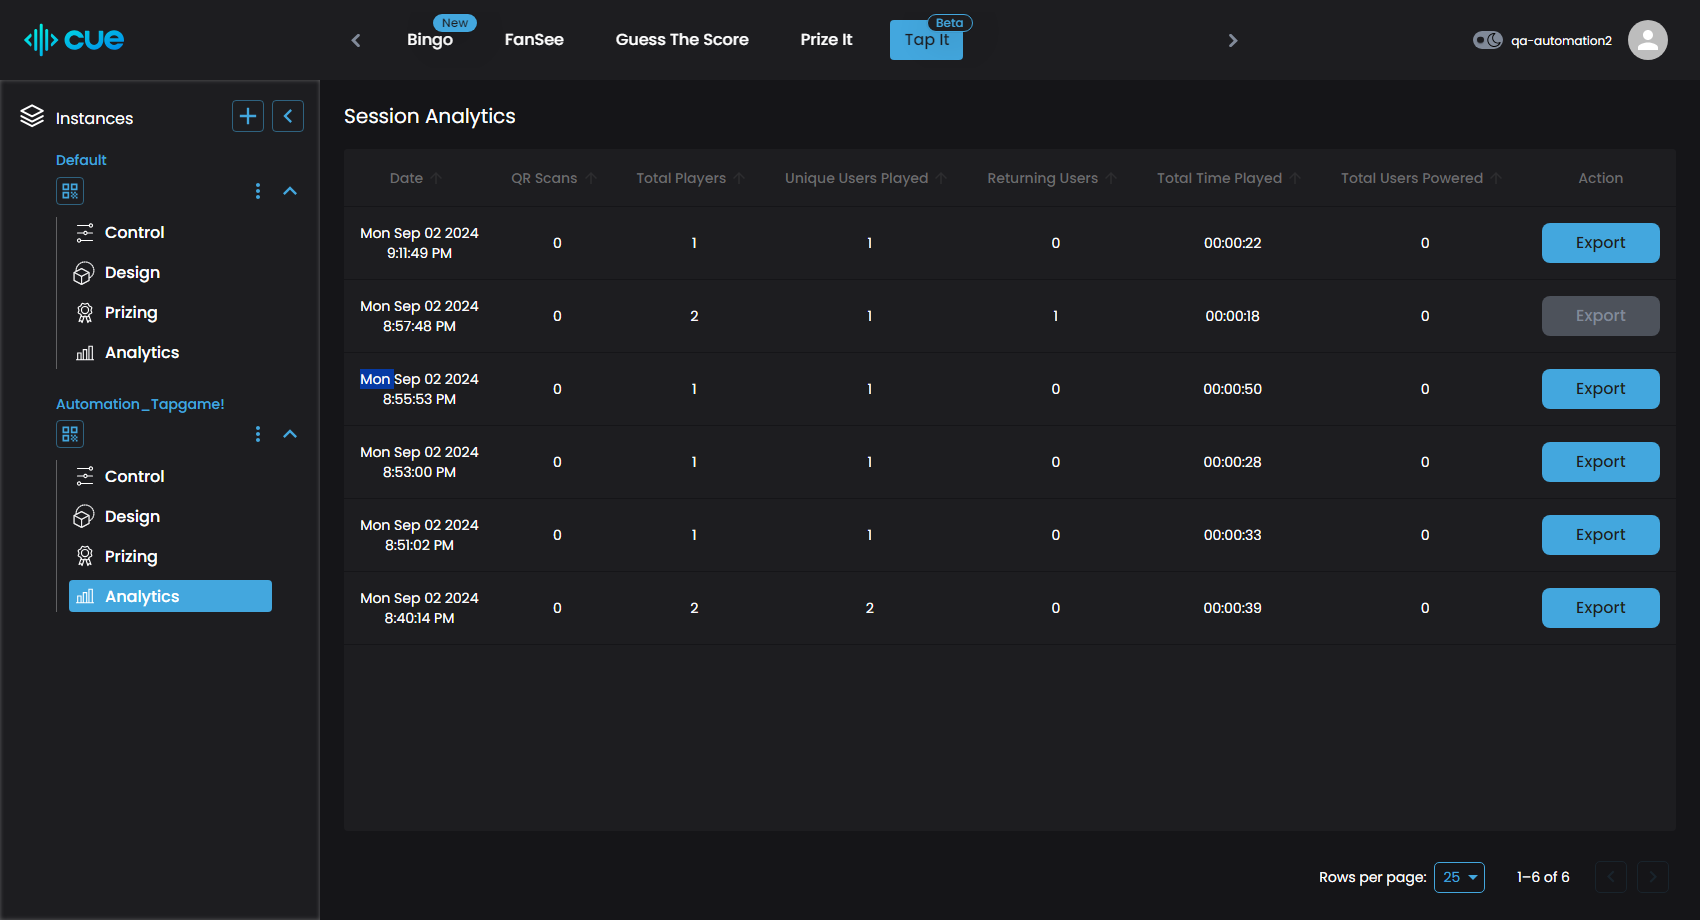 cue
New
Bingo
FanSee
Guess The Score
Prize It
Beta
Tap It
qa-automation2
Instances
Default
Control
Design
Prizing
Analytics
Automation_Tapgame!
Control
Design
Prizing
Analytics
Session Analytics
Date QR Scans Total Players Unique Users Played Returning Users Total Time Played Total Users Powered Action
Mon Sep 02 2024
9:11:49 PM
0 1 1 0 00:00:22 0 Export
Mon Sep 02 2024
8:57:48 PM
0 2 1 1 00:00:18 0 Export
Mon Sep 02 2024
8:55:53 PM
0 1 1 0 00:00:50 0 Export
Mon Sep 02 2024
8:53:00 PM
0 1 1 0 00:00:28 0 Export
Mon Sep 02 2024
8:51:02 PM
0 1 1 0 00:00:33 0 Export
Mon Sep 02 2024
8:40:14 PM
0 2 2 0 00:00:39 0 Export
Rows per page: 25 1–6 of 6